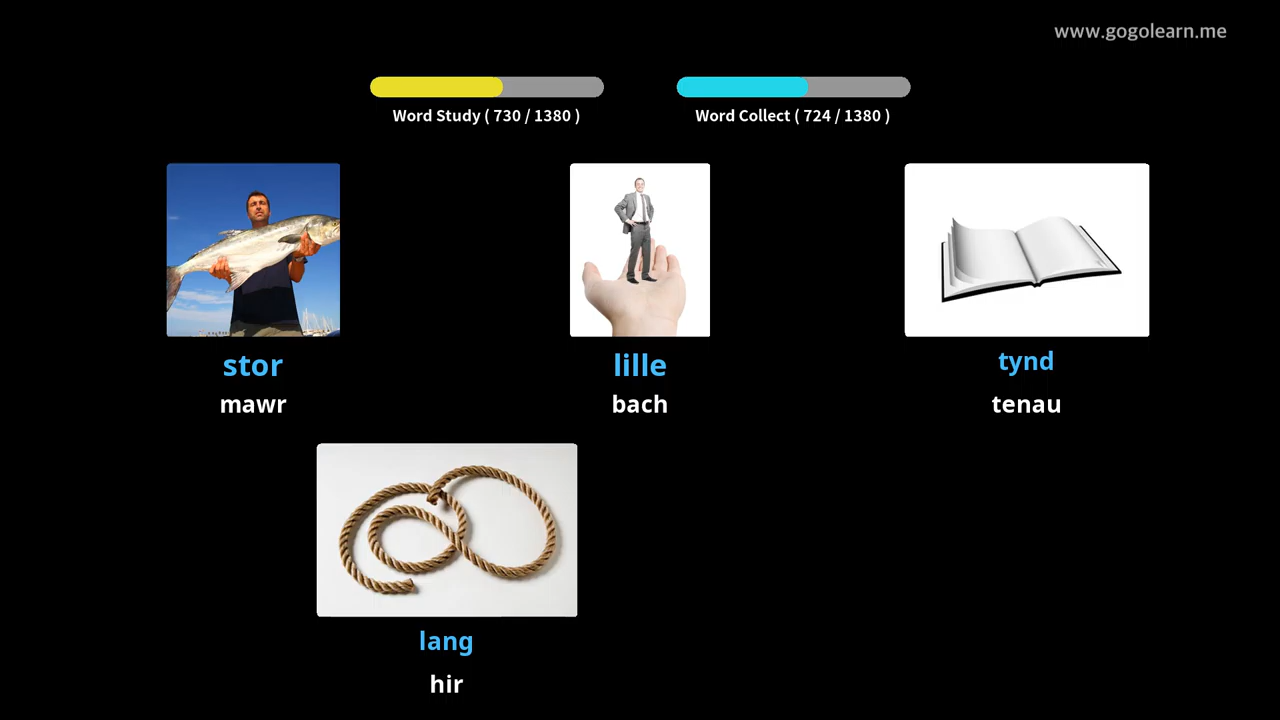 www.gogolearn.me
Word Study ( 730 / 1380 )
Word Collect ( 724 / 1380 )
stor
mawr
lille
bach
tynd
tenau
lang
hir